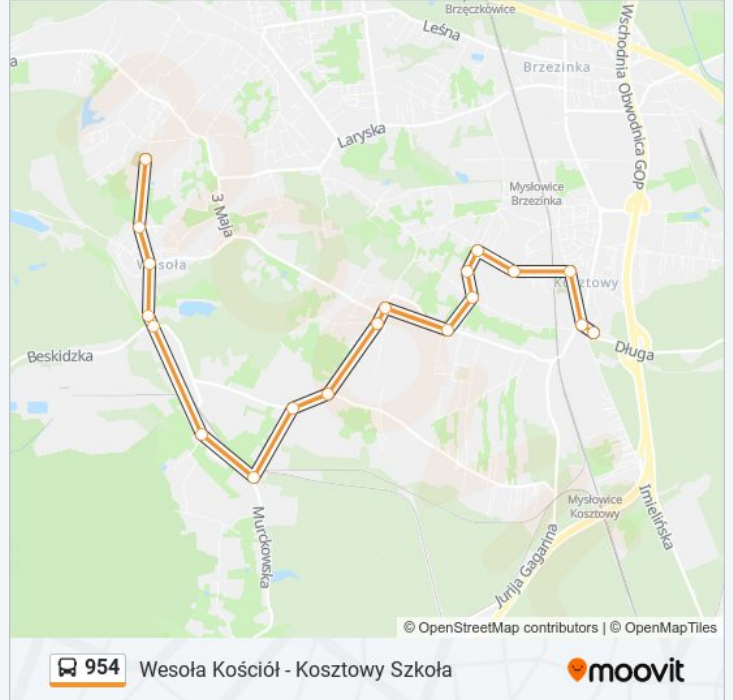 Brzęczkowice
Leśna
Wschodnia Obwodnica GOP
a
Brzezinka
Laryska
Mysłowice
Brzezinka
3 Maja
Wesoła
Kosztowy
Beskidzka
Długa
Mysłowice
Kosztowy
Imielińska
Murckowska
Jurija Gagarina
© OpenStreetMap contributors | © OpenMapTiles
954 Wesoła Kościół - Kosztowy Szkoła
moovit